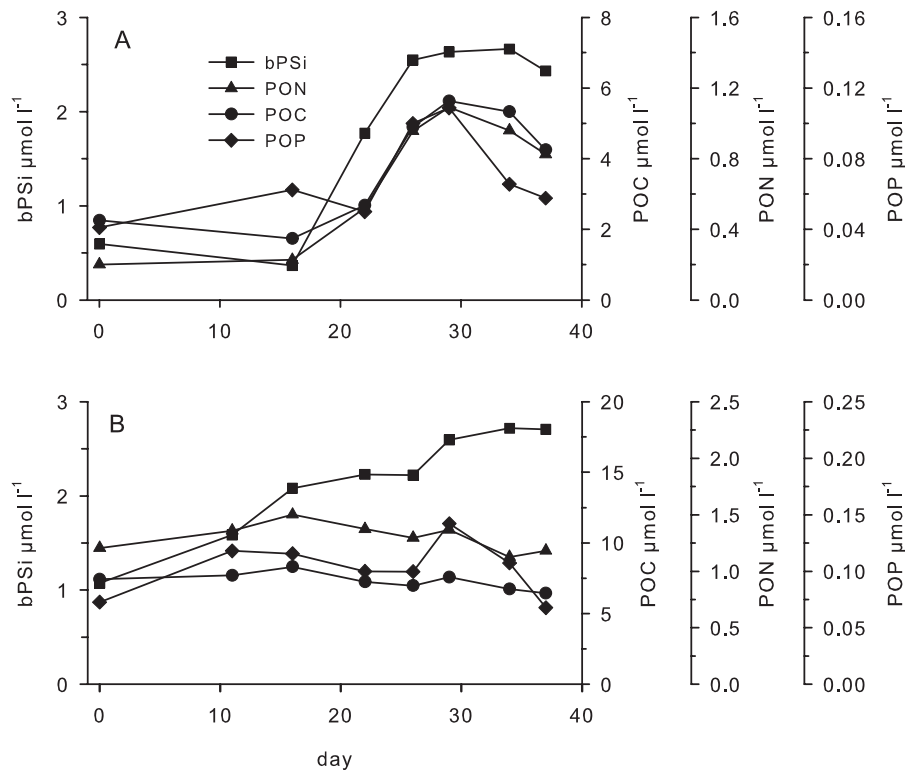 A
bPSi
PON
POC
POP
bPSi µmol l⁻¹
3
2
1
0
POC µmol l⁻¹
8
6
4
2
0
PON µmol l⁻¹
1.6
1.2
0.8
0.4
0.0
POP µmol l⁻¹
0.16
0.12
0.08
0.04
0.00
0 10 20 30 40
B
bPSi µmol l⁻¹
3
2
1
0
POC µmol l⁻¹
20
15
10
5
0
PON µmol l⁻¹
2.5
2.0
1.5
1.0
0.5
0.0
POP µmol l⁻¹
0.25
0.20
0.15
0.10
0.05
0.00
0 10 20 30 40
day